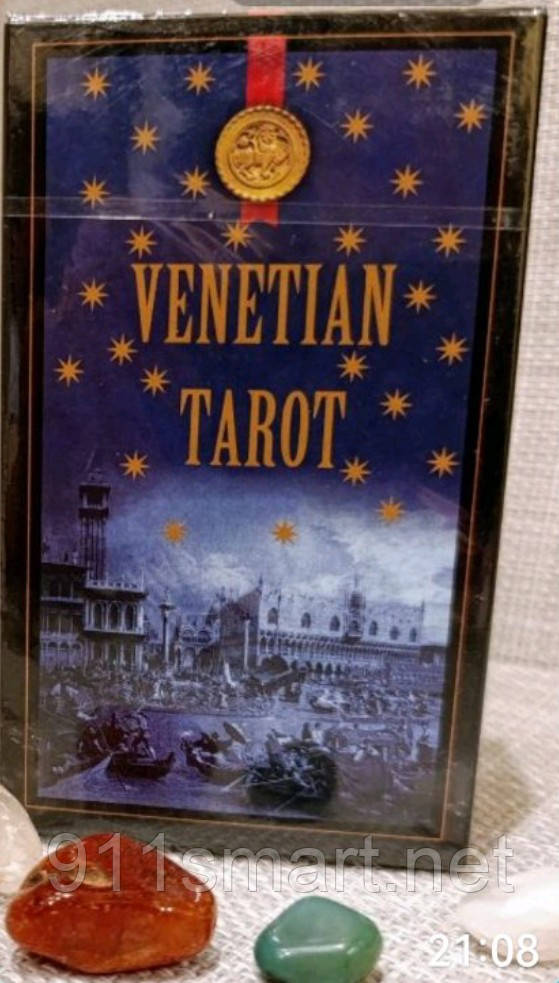 VENETIAN
TAROT
911smart.net
21:08